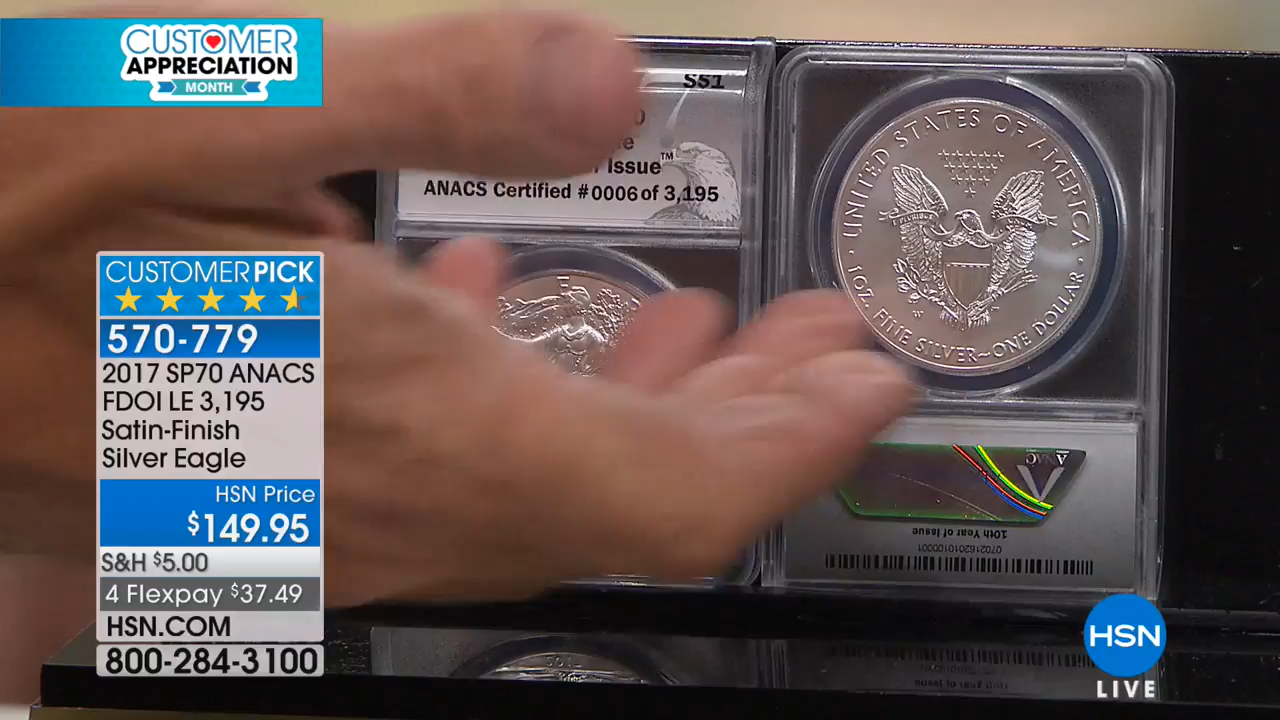 CUSTOMER
APPRECIATION
MONTH
CUSTOMER PICK
570-779
2017 SP70 ANACS
FDOI LE 3,195
Satin-Finish
Silver Eagle
HSN Price
$149.95
S&H $5.00
4 Flexpay $37.49
HSN.COM
800-284-3100
S$1
Issue™
ANACS Certified #0006 of 3,195
UNITED STATES OF AMERICA
PLURIBUS
W
1 OZ. FINE SILVER~ONE DOLLAR
ANAC
10th Year of Issue
0702162010100001
HSN
LIVE